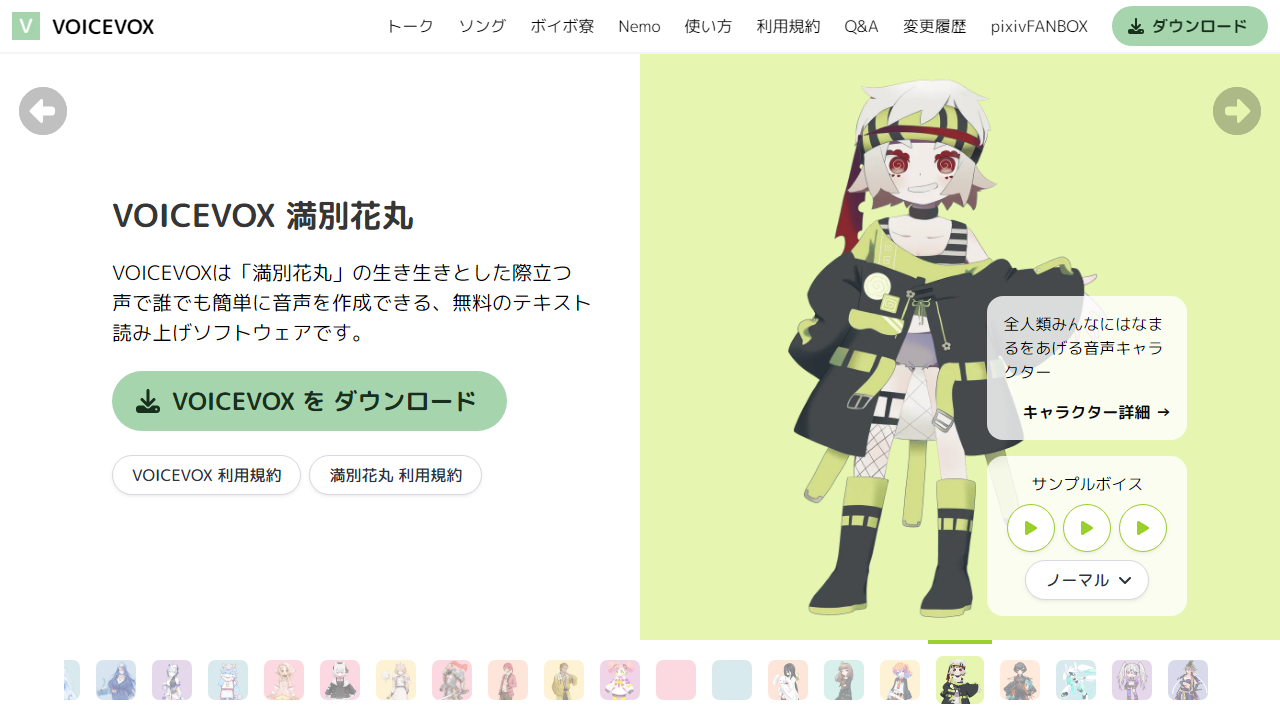 V VOICEVOX
トーク ソング ボイボ寮 Nemo 使い方 利用規約 Q&A 変更履歴 pixivFANBOX ダウンロード
VOICEVOX 満別花丸
VOICEVOXは「満別花丸」の生き生きとした際立つ
声で誰でも簡単に音声を作成できる、無料のテキスト
読み上げソフトウェアです。
VOICEVOX を ダウンロード
VOICEVOX 利用規約 満別花丸 利用規約
全人類みんなにはなま
るをあげる音声キャラ
クター
キャラクター詳細 →
サンプルボイス
ノーマル